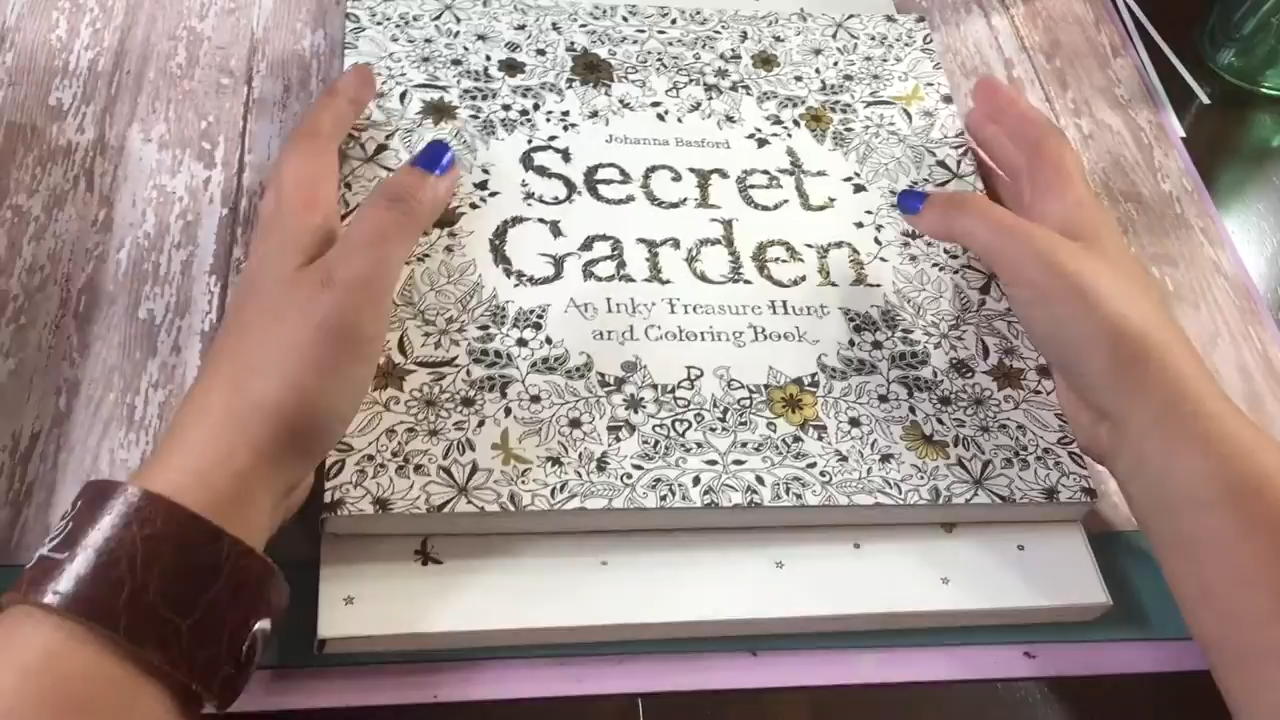 Johanna Basford
Secret
Garden
An Inky Treasure Hunt
and Coloring Book